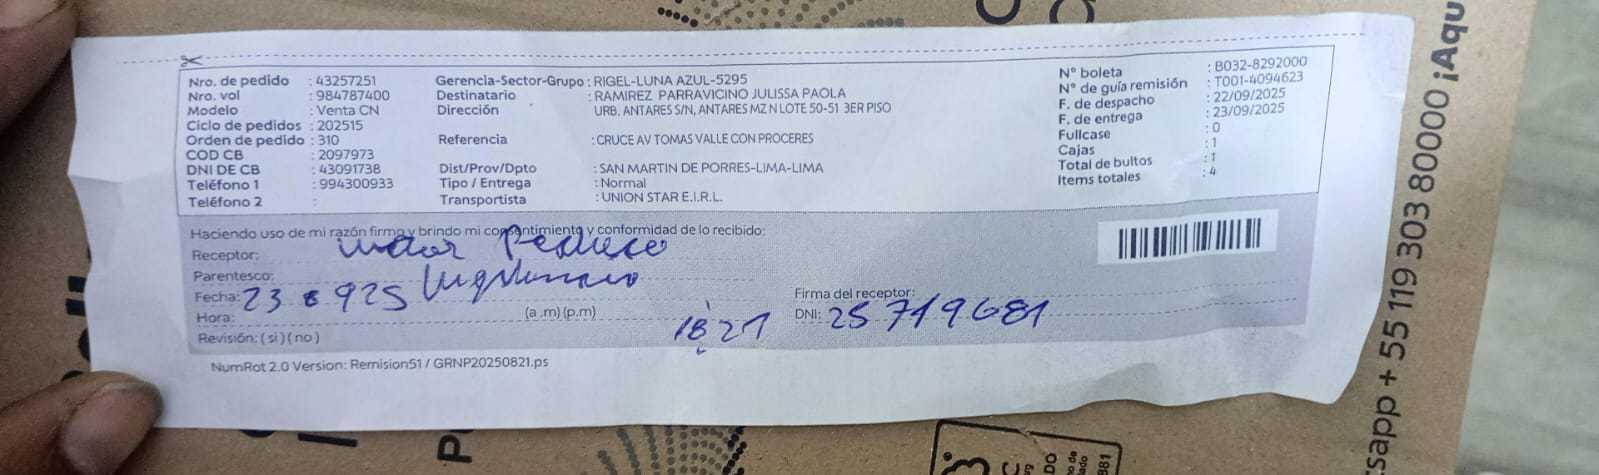 Nro. de pedido : 43257251
Nro. vol : 984787400
Modelo : Venta CN
Ciclo de pedidos : 202515
Orden de pedido : 310
COD CB : 2097973
DNI DE CB : 43091738
Teléfono 1 : 994300933
Teléfono 2 :
Gerencia-Sector-Grupo : RIGEL-LUNA AZUL-5295
Destinatario : RAMIREZ PARRAVICINO JULISSA PAOLA
Dirección URB. ANTARES S/N, ANTARES MZ N LOTE 50-51 3ER PISO
Referencia : CRUCE AV TOMAS VALLE CON PROCERES
Dist/Prov/Dpto : SAN MARTIN DE PORRES-LIMA-LIMA
Tipo / Entrega : Normal
Transportista : UNION STAR E.I.R.L.
N° boleta : B032-8292000
N° de guía remisión : T001-4094623
F. de despacho : 22/09/2025
F. de entrega : 23/09/2025
Fullcase : 0
Cajas : 1
Total de bultos : 1
Items totales : 4
Haciendo uso de mi razón firmo y brindo mi consentimiento y conformidad de lo recibido:
Receptor:
Parentesco:
Fecha: 23 925
Hora: (a.m) (p.m) 18:21
Revisión: ( si ) ( no )
Firma del receptor:
DNI: 25719681
NumRot 2.0 Version: Remision51 / GRNP20250821.ps
sapp + 55 119 303 80000 ¡Aqu